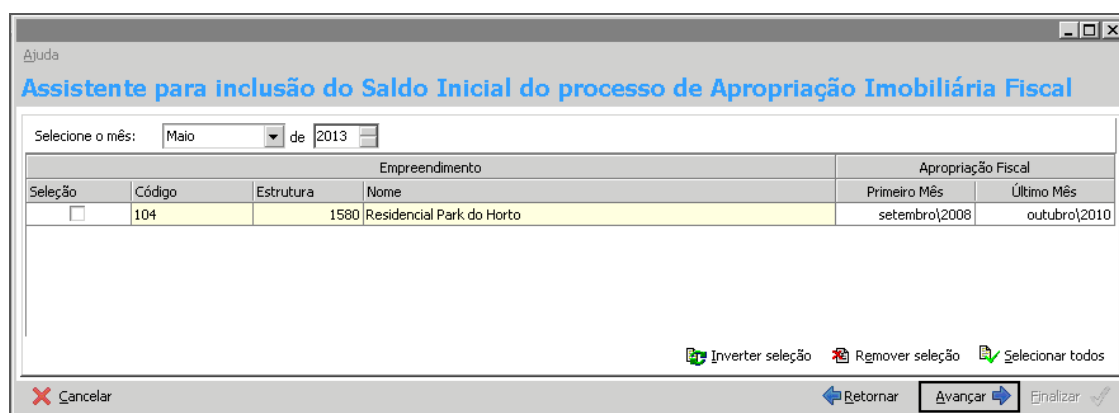 Ajuda
Assistente para inclusão do Saldo Inicial do processo de Apropriação Imobiliária Fiscal
Selecione o mês: Maio de 2013
Empreendimento Apropriação Fiscal
Seleção Código Estrutura Nome Primeiro Mês Último Mês
104 1580 Residencial Park do Horto setembro\2008 outubro\2010
Inverter seleção Remover seleção Selecionar todos
Cancelar Retornar Avançar Finalizar